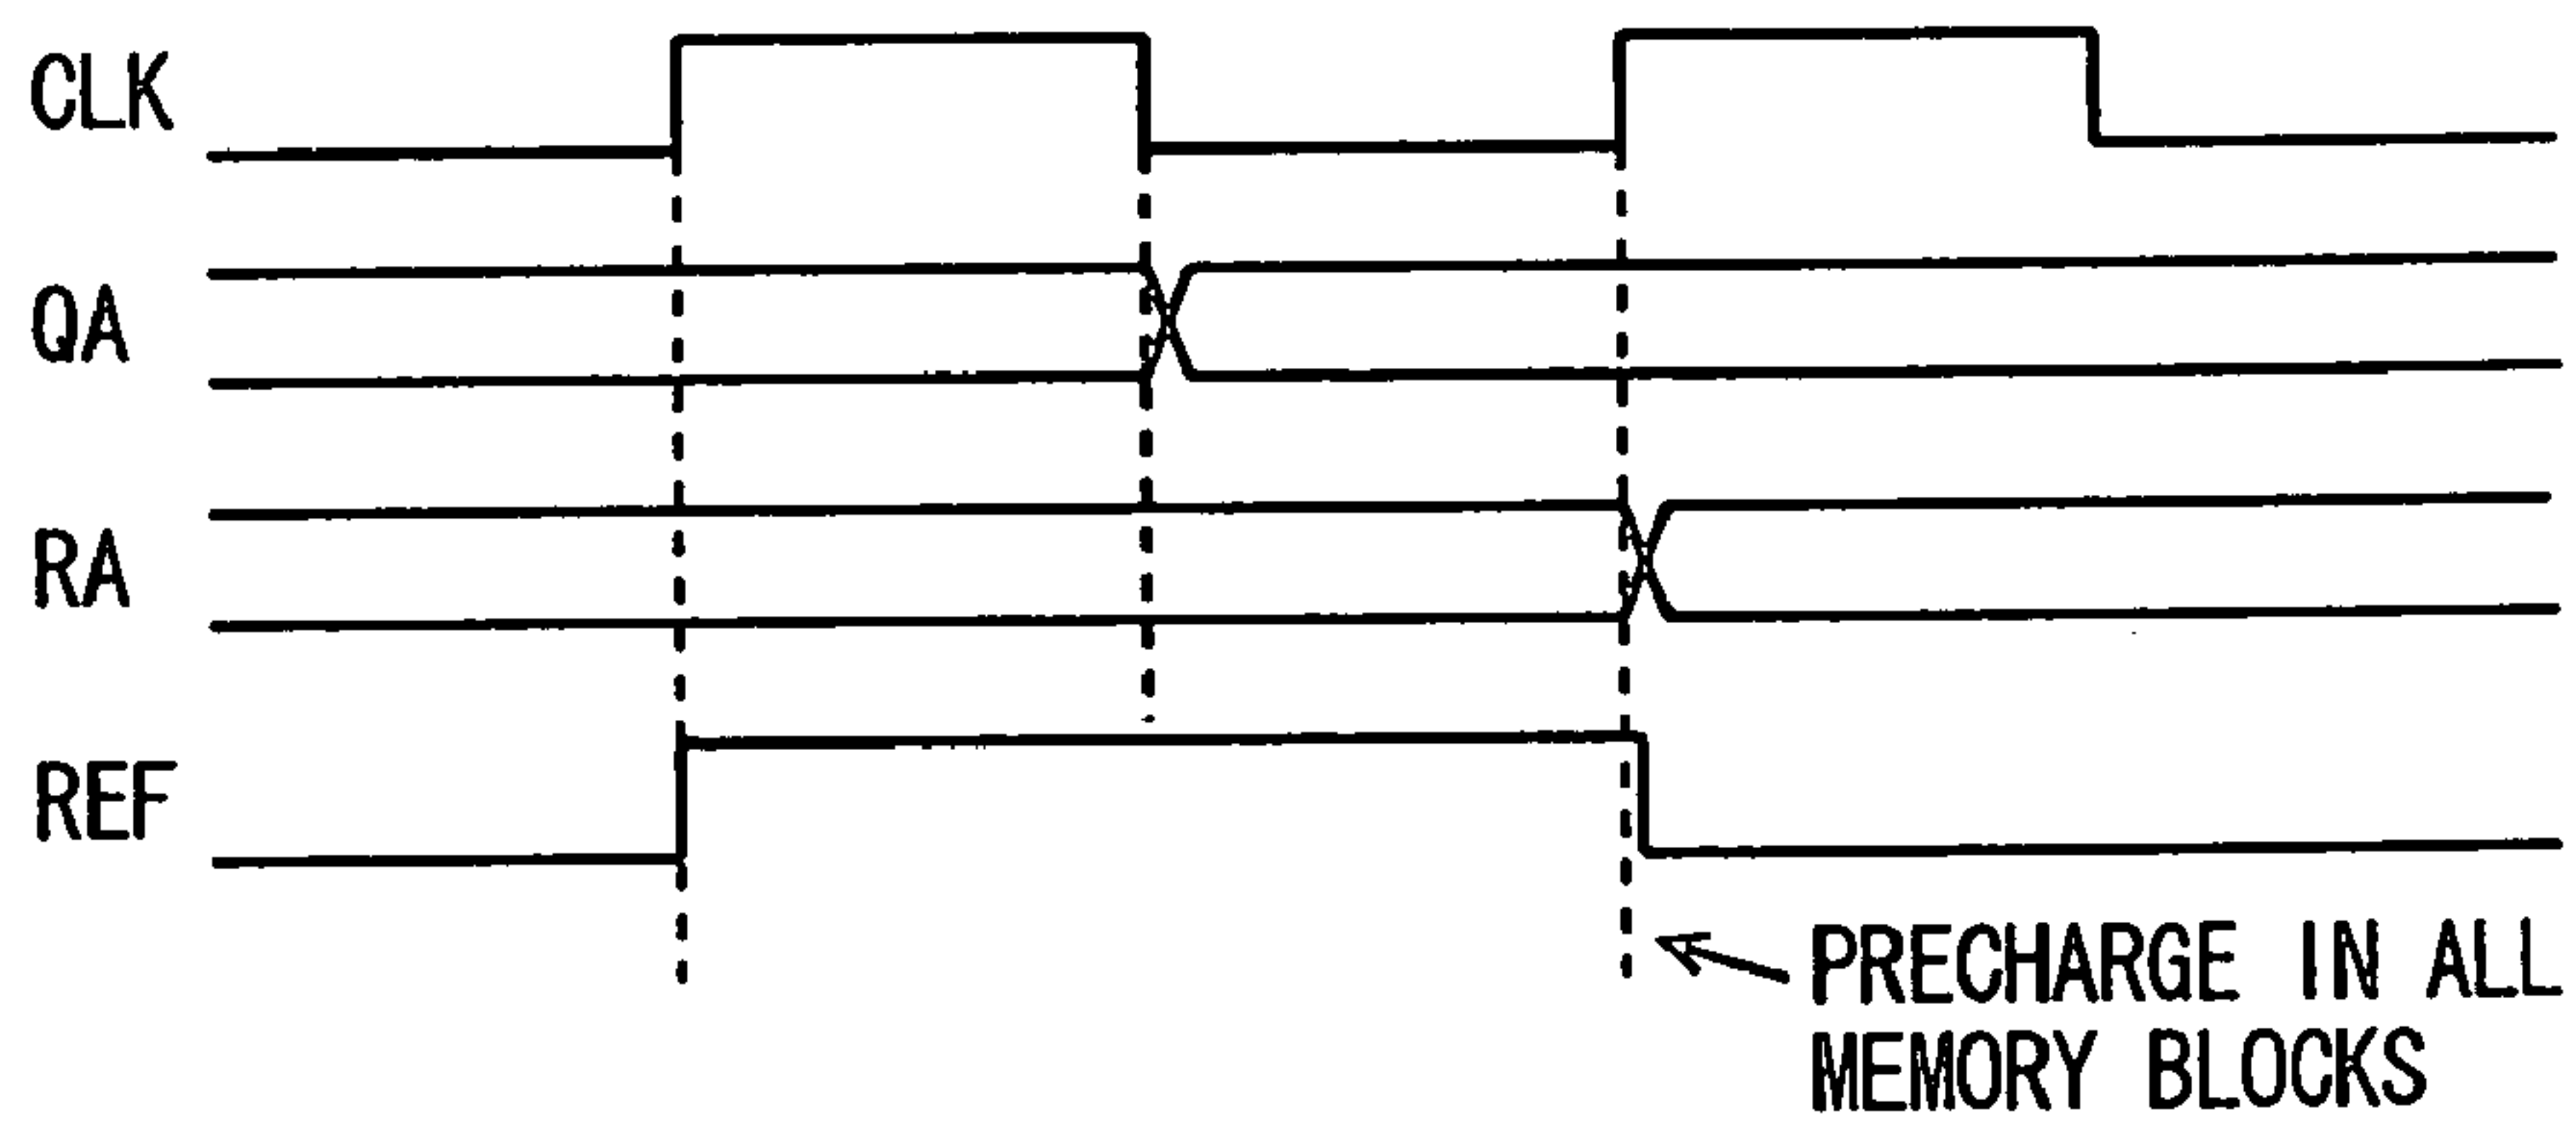 CLK
QA
RA
REF
PRECHARGE IN ALL
MEMORY BLOCKS